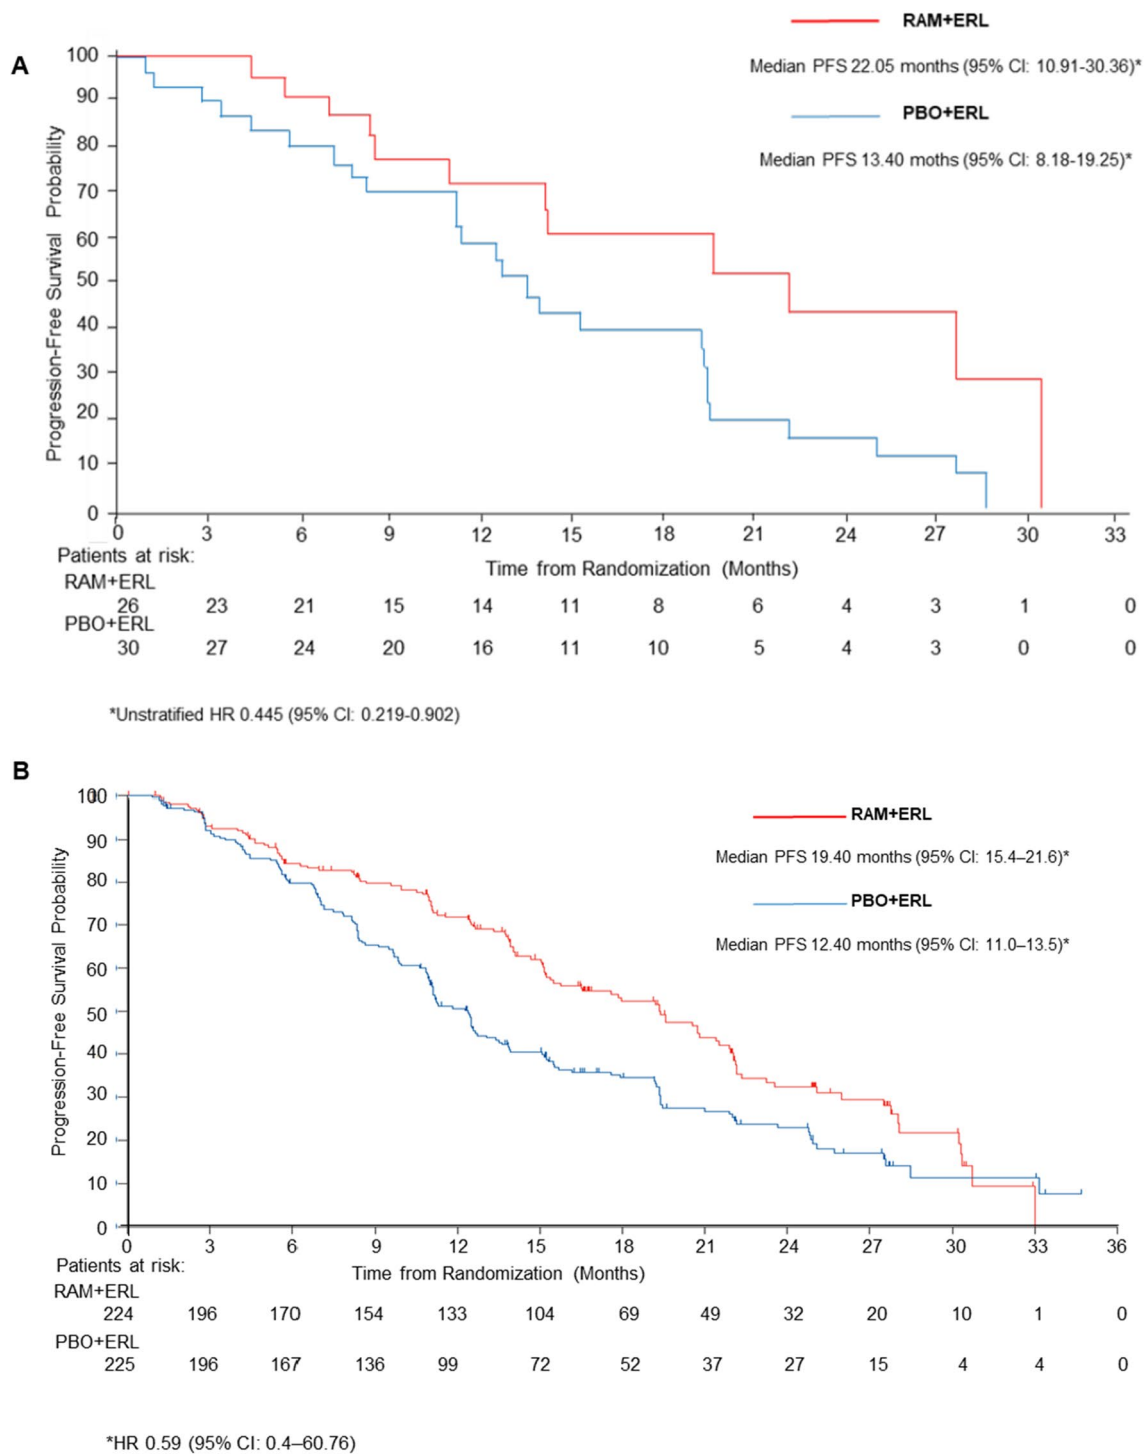 A
RAM+ERL
Median PFS 22.05 months (95% CI: 10.91-30.36)*
PBO+ERL
Median PFS 13.40 moths (95% CI: 8.18-19.25)*
Progression-Free Survival Probability
100
90
80
70
60
50
40
30
20
10
0
0 3 6 9 12 15 18 21 24 27 30 33
Time from Randomization (Months)
Patients at risk:
RAM+ERL
26 23 21 15 14 11 8 6 4 3 1 0
PBO+ERL
30 27 24 20 16 11 10 5 4 3 0 0
*Unstratified HR 0.445 (95% CI: 0.219-0.902)
B
RAM+ERL
Median PFS 19.40 months (95% CI: 15.4–21.6)*
PBO+ERL
Median PFS 12.40 months (95% CI: 11.0–13.5)*
Progression-Free Survival Probability
100
90
80
70
60
50
40
30
20
10
0
0 3 6 9 12 15 18 21 24 27 30 33 36
Time from Randomization (Months)
Patients at risk:
RAM+ERL
224 196 170 154 133 104 69 49 32 20 10 1 0
PBO+ERL
225 196 167 136 99 72 52 37 27 15 4 4 0
*HR 0.59 (95% CI: 0.4–60.76)